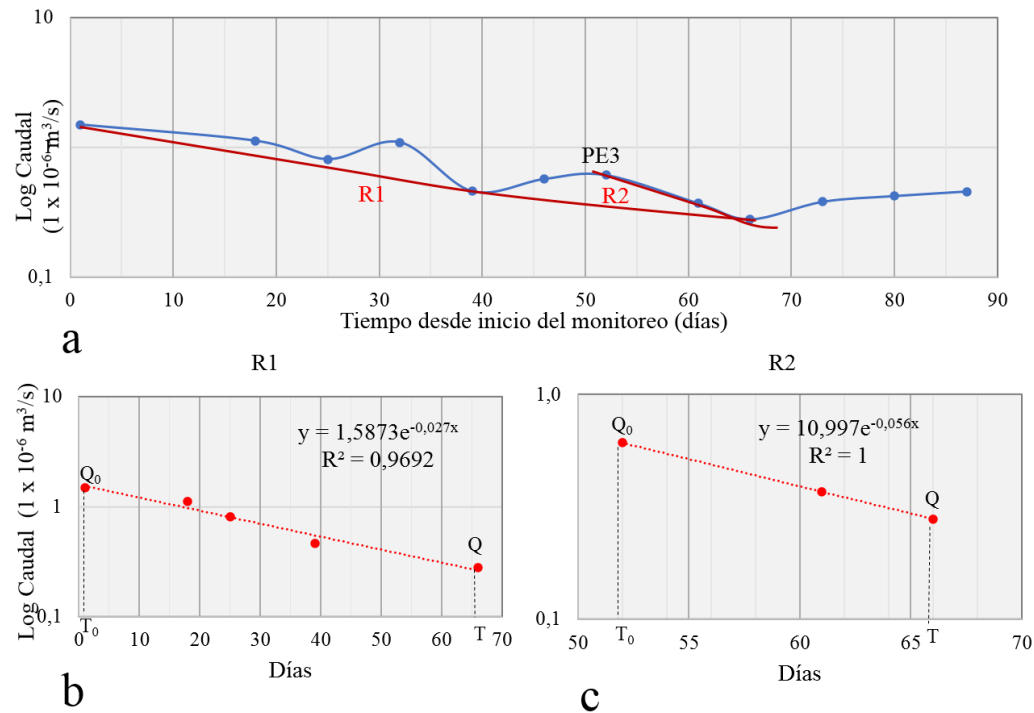 10
Log Caudal
(1 x 10⁻⁶ m³/s)
0,1
PE3
R1
R2
0 10 20 30 40 50 60 70 80 90
Tiempo desde inicio del monitoreo (días)
a
R1
10
1
0,1
Log Caudal (1 x 10⁻⁶ m³/s)
y = 1,5873e⁻⁰,⁰²⁷ˣ
R² = 0,9692
Q₀
Q
T₀
T
0 10 20 30 40 50 60 70
Días
b
R2
1,0
0,1
Q₀
y = 10,997e⁻⁰,⁰⁵⁶ˣ
R² = 1
Q
T₀
T
50 55 60 65 70
Días
c